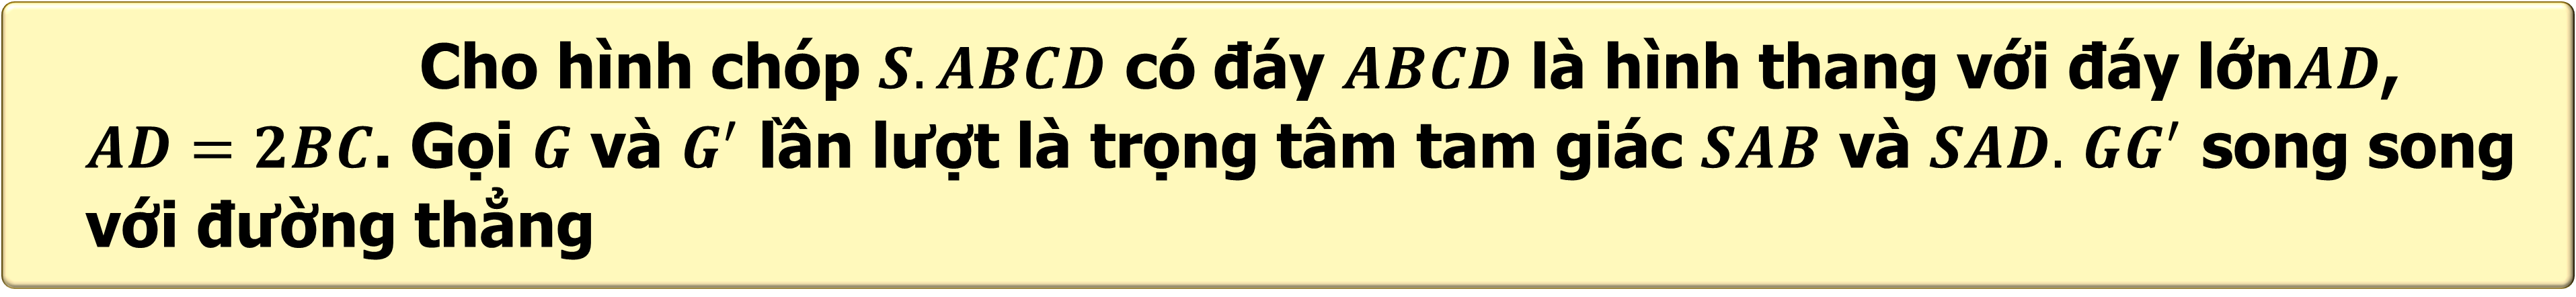 Cho hình chóp S. ABCD có đáy ABCD là hình thang với đáy lớnAD,
AD = 2BC. Gọi G và G′ lần lượt là trọng tâm tam giác SAB và SAD. GG′ song song
với đường thẳng